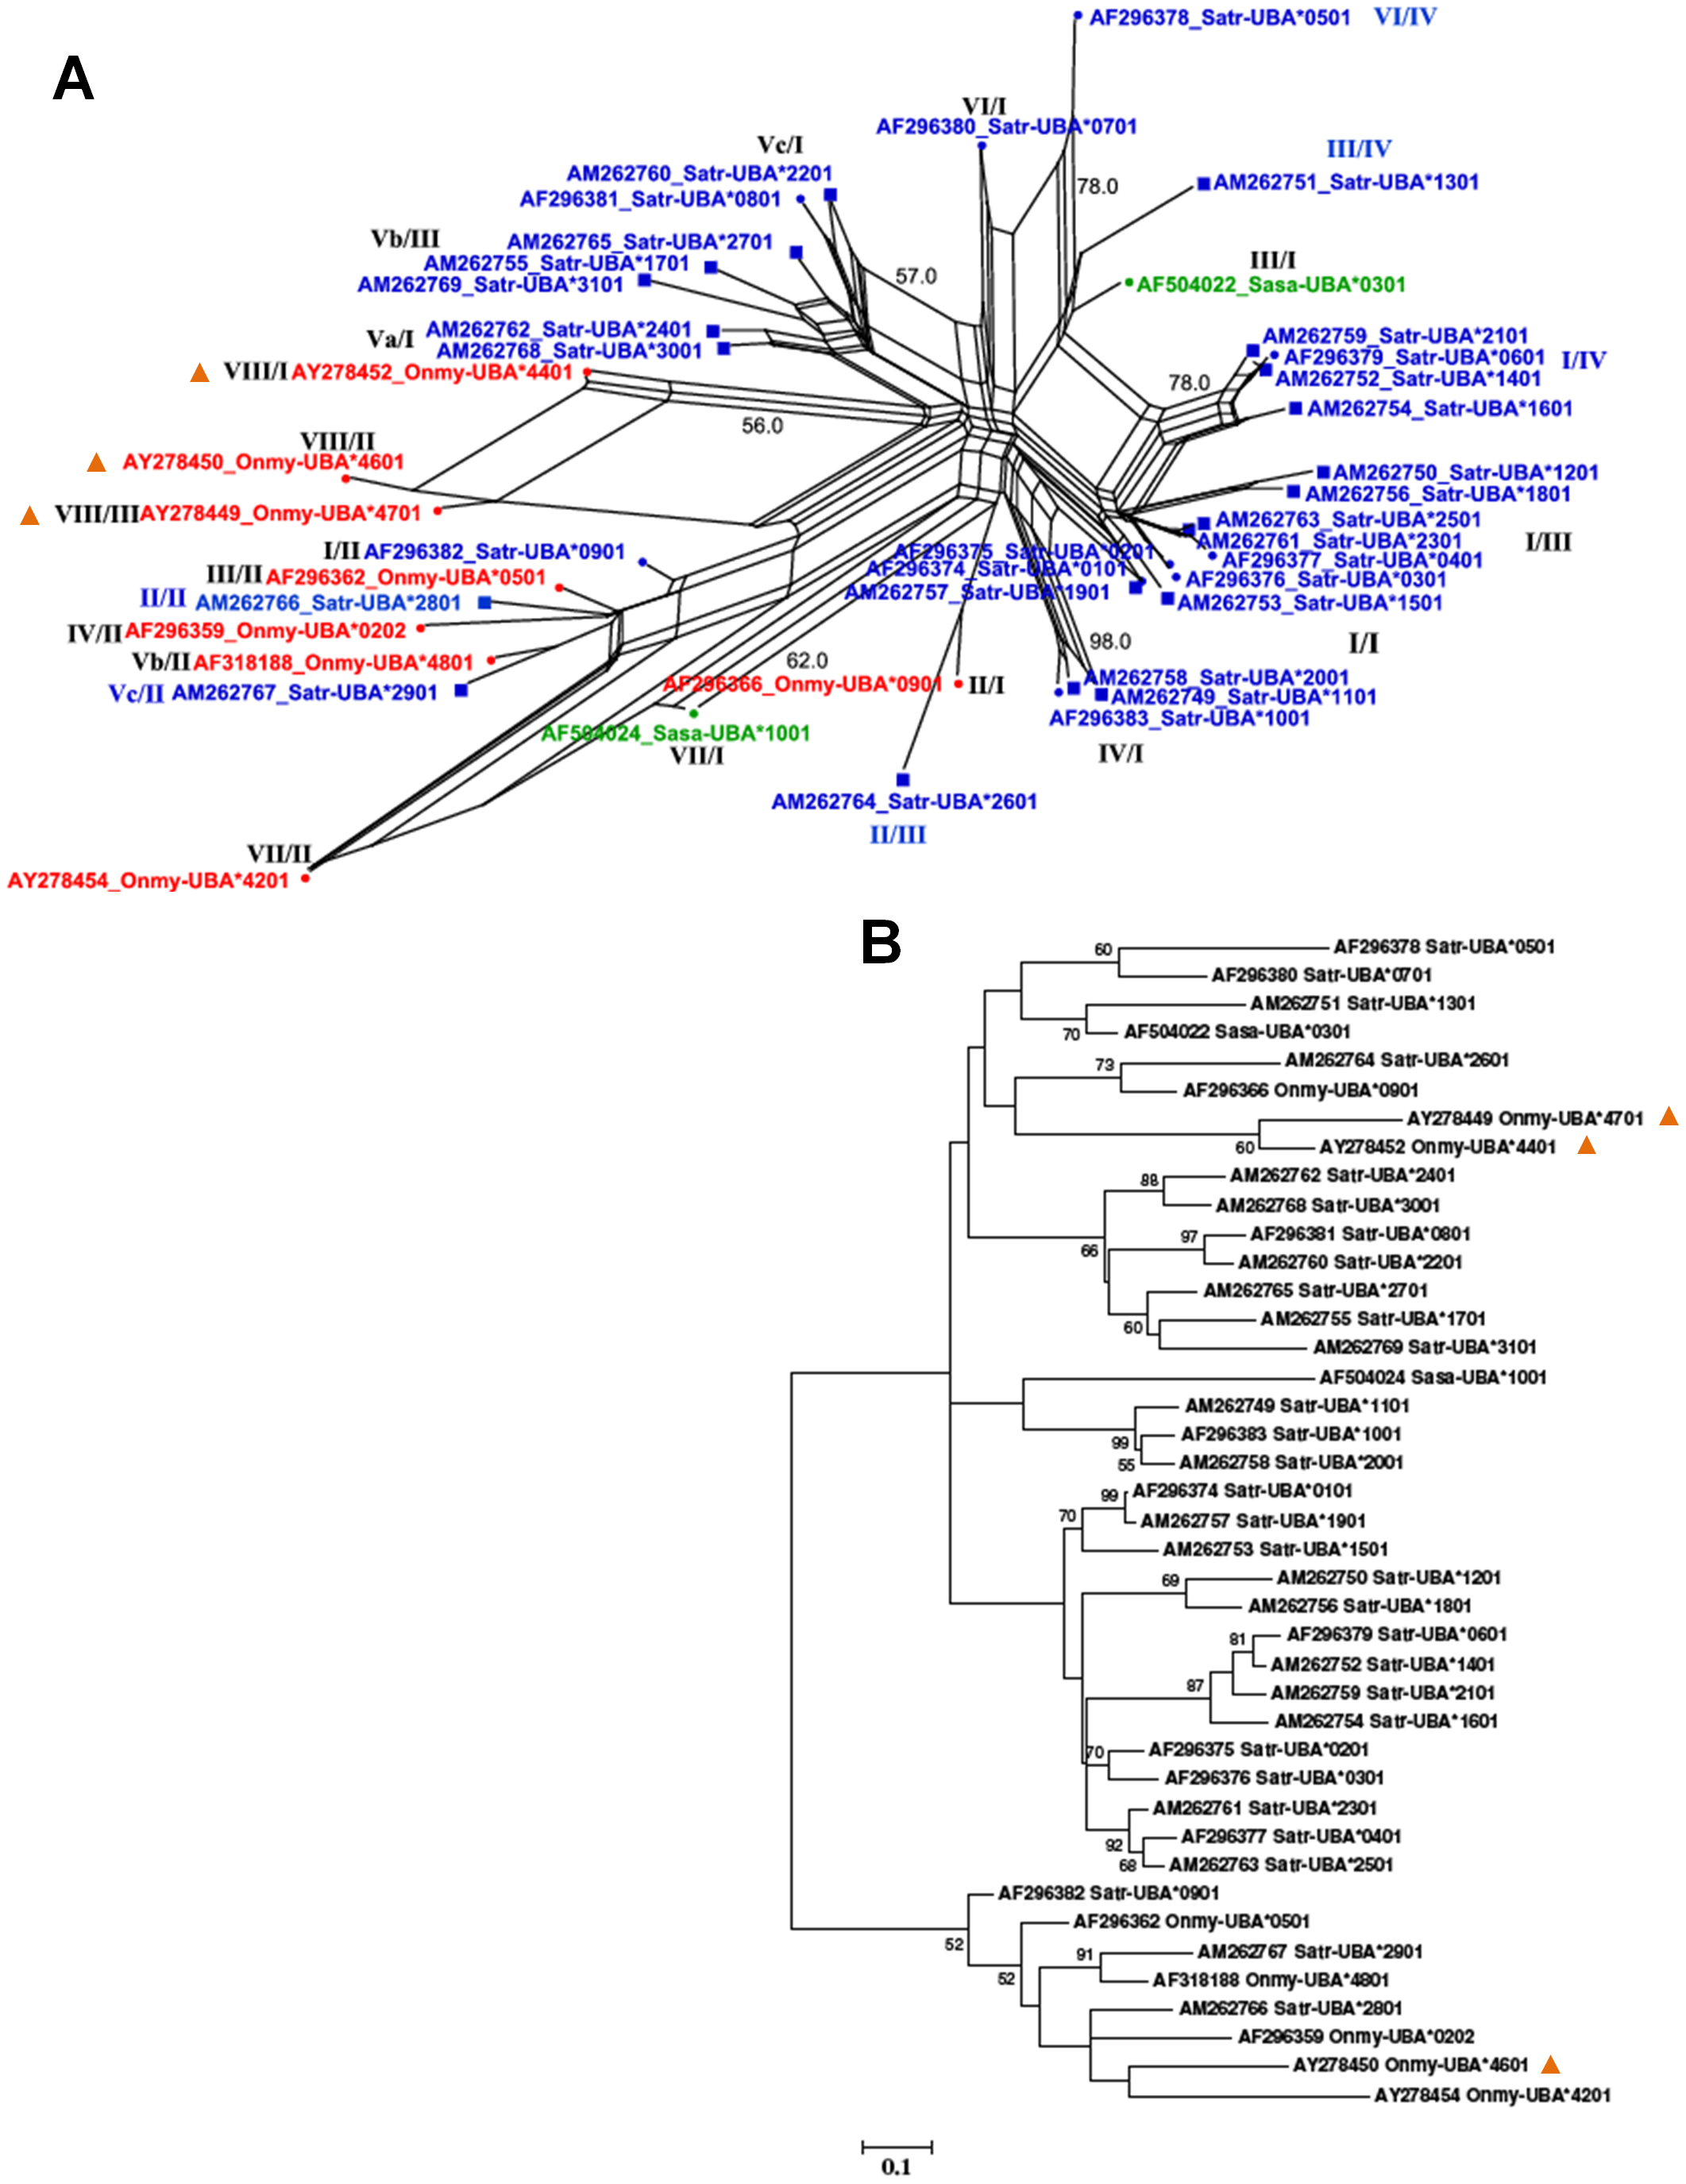 A
AF296378_Satr-UBA*0501 VI/IV
VI/I
AF296380_Satr-UBA*0701
Vc/I
III/IV
AM262760_Satr-UBA*2201
78.0
AM262751_Satr-UBA*1301
AF296381_Satr-UBA*0801
Vb/III
AM262765_Satr-UBA*2701
AM262755_Satr-UBA*1701
III/I
57.0
AM262769_Satr-UBA*3101
AF504022_Sasa-UBA*0301
Va/I
AM262762_Satr-UBA*2401
AM262759_Satr-UBA*2101
AM262768_Satr-UBA*3001
AF296379_Satr-UBA*0601 I/IV
VIII/I AY278452_Onmy-UBA*4401
AM262752_Satr-UBA*1401
78.0
AM262754_Satr-UBA*1601
56.0
VIII/II
AY278450_Onmy-UBA*4601
AM262750_Satr-UBA*1201
AM262756_Satr-UBA*1801
VIII/III AY278449_Onmy-UBA*4701
AM262763_Satr-UBA*2501
AM262761_Satr-UBA*2301
I/III
I/II AF296382_Satr-UBA*0901
AF296375_Satr-UBA*0201
AF296377_Satr-UBA*0401
AF296374_Satr-UBA*0101
III/II AF296362_Onmy-UBA*0501
AF296376_Satr-UBA*0301
AM262757_Satr-UBA*1901
II/II AM262766_Satr-UBA*2801
AM262753_Satr-UBA*1501
IV/II AF296359_Onmy-UBA*0202
98.0
I/I
Vb/II AF318188_Onmy-UBA*4801
62.0
AM262758_Satr-UBA*2001
AF296366_Onmy-UBA*0901 II/I
Vc/II AM262767_Satr-UBA*2901
AM262749_Satr-UBA*1101
AF296383_Satr-UBA*1001
AF504024_Sasa-UBA*1001
VII/I
IV/I
AM262764_Satr-UBA*2601
II/III
VII/II
AY278454_Onmy-UBA*4201
B
60
AF296378 Satr-UBA*0501
AF296380 Satr-UBA*0701
AM262751 Satr-UBA*1301
70
AF504022 Sasa-UBA*0301
73
AM262764 Satr-UBA*2601
AF296366 Onmy-UBA*0901
AY278449 Onmy-UBA*4701
60
AY278452 Onmy-UBA*4401
88
AM262762 Satr-UBA*2401
AM262768 Satr-UBA*3001
66
97
AF296381 Satr-UBA*0801
AM262760 Satr-UBA*2201
AM262765 Satr-UBA*2701
60
AM262755 Satr-UBA*1701
AM262769 Satr-UBA*3101
AF504024 Sasa-UBA*1001
AM262749 Satr-UBA*1101
99
AF296383 Satr-UBA*1001
55
AM262758 Satr-UBA*2001
99
AF296374 Satr-UBA*0101
70
AM262757 Satr-UBA*1901
AM262753 Satr-UBA*1501
69
AM262750 Satr-UBA*1201
AM262756 Satr-UBA*1801
81
AF296379 Satr-UBA*0601
AM262752 Satr-UBA*1401
87
AM262759 Satr-UBA*2101
AM262754 Satr-UBA*1601
70
AF296375 Satr-UBA*0201
AF296376 Satr-UBA*0301
AM262761 Satr-UBA*2301
92
AF296377 Satr-UBA*0401
68
AM262763 Satr-UBA*2501
AF296382 Satr-UBA*0901
52
AF296362 Onmy-UBA*0501
52
91
AM262767 Satr-UBA*2901
AF318188 Onmy-UBA*4801
AM262766 Satr-UBA*2801
AF296359 Onmy-UBA*0202
AY278450 Onmy-UBA*4601
AY278454 Onmy-UBA*4201
0.1